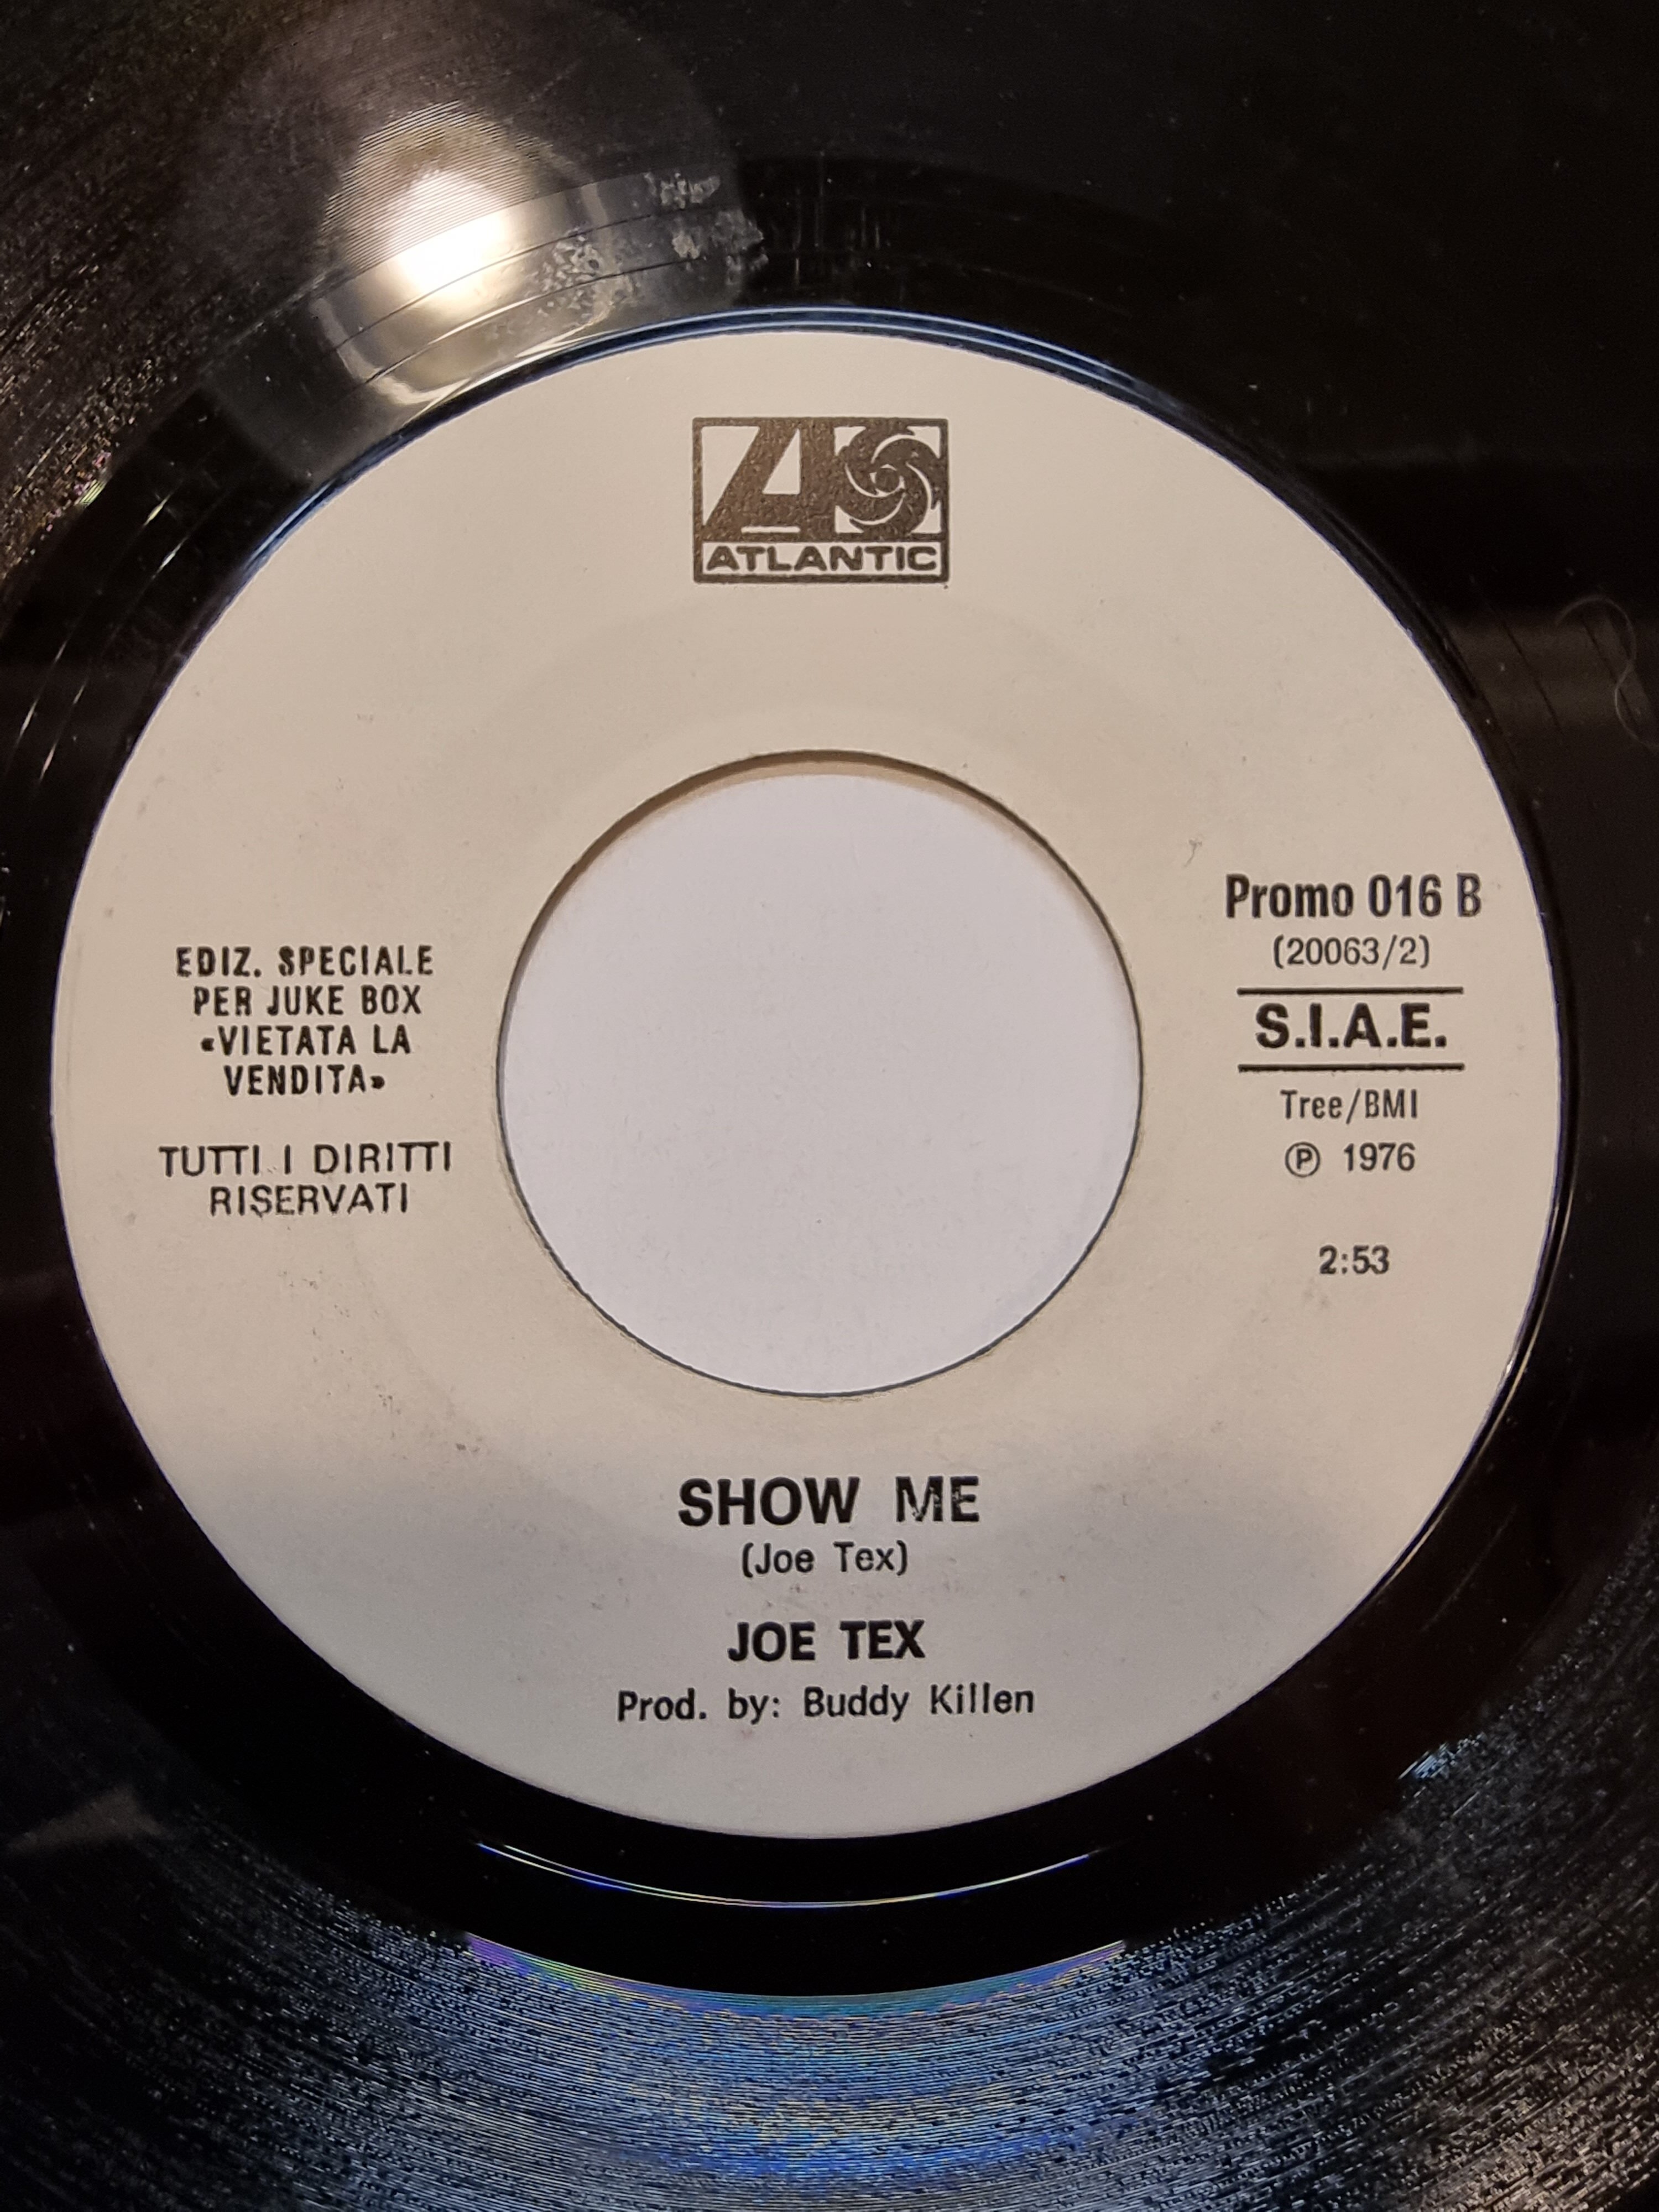 ATLANTIC
EDIZ. SPECIALE
PER JUKE BOX
«VIETATA LA
VENDITA»
TUTTI I DIRITTI
RISERVATI
Promo 016 B
(20063/2)
S.I.A.E.
Tree/BMI
℗ 1976
2:53
SHOW ME
(Joe Tex)
JOE TEX
Prod. by: Buddy Killen